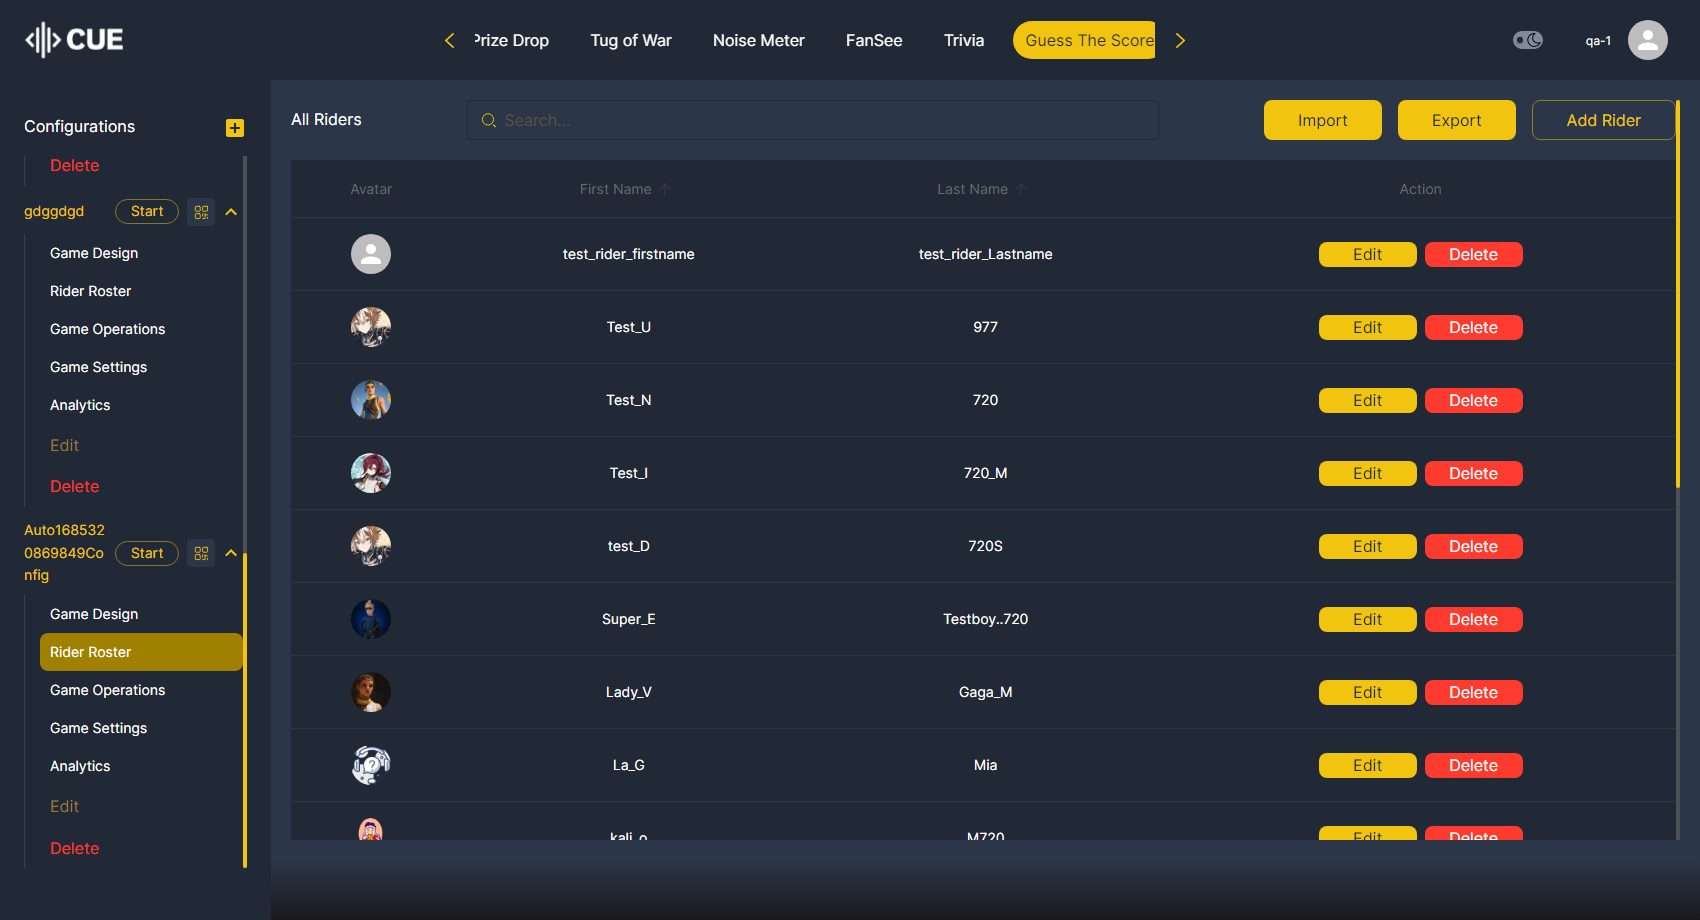 CUE
Prize Drop
Tug of War
Noise Meter
FanSee
Trivia
Guess The Score
qa-1
Configurations
Delete
gdggdgd
Start
Game Design
Rider Roster
Game Operations
Game Settings
Analytics
Edit
Delete
Auto168532
0869849Co
nfig
Start
Game Design
Rider Roster
Game Operations
Game Settings
Analytics
Edit
Delete
All Riders
Search...
Import
Export
Add Rider
Avatar First Name Last Name Action
test_rider_firstname test_rider_Lastname Edit Delete
Test_U 977 Edit Delete
Test_N 720 Edit Delete
Test_I 720_M Edit Delete
test_D 720S Edit Delete
Super_E Testboy..720 Edit Delete
Lady_V Gaga_M Edit Delete
La_G Mia Edit Delete
kali_o M720 Edit Delete